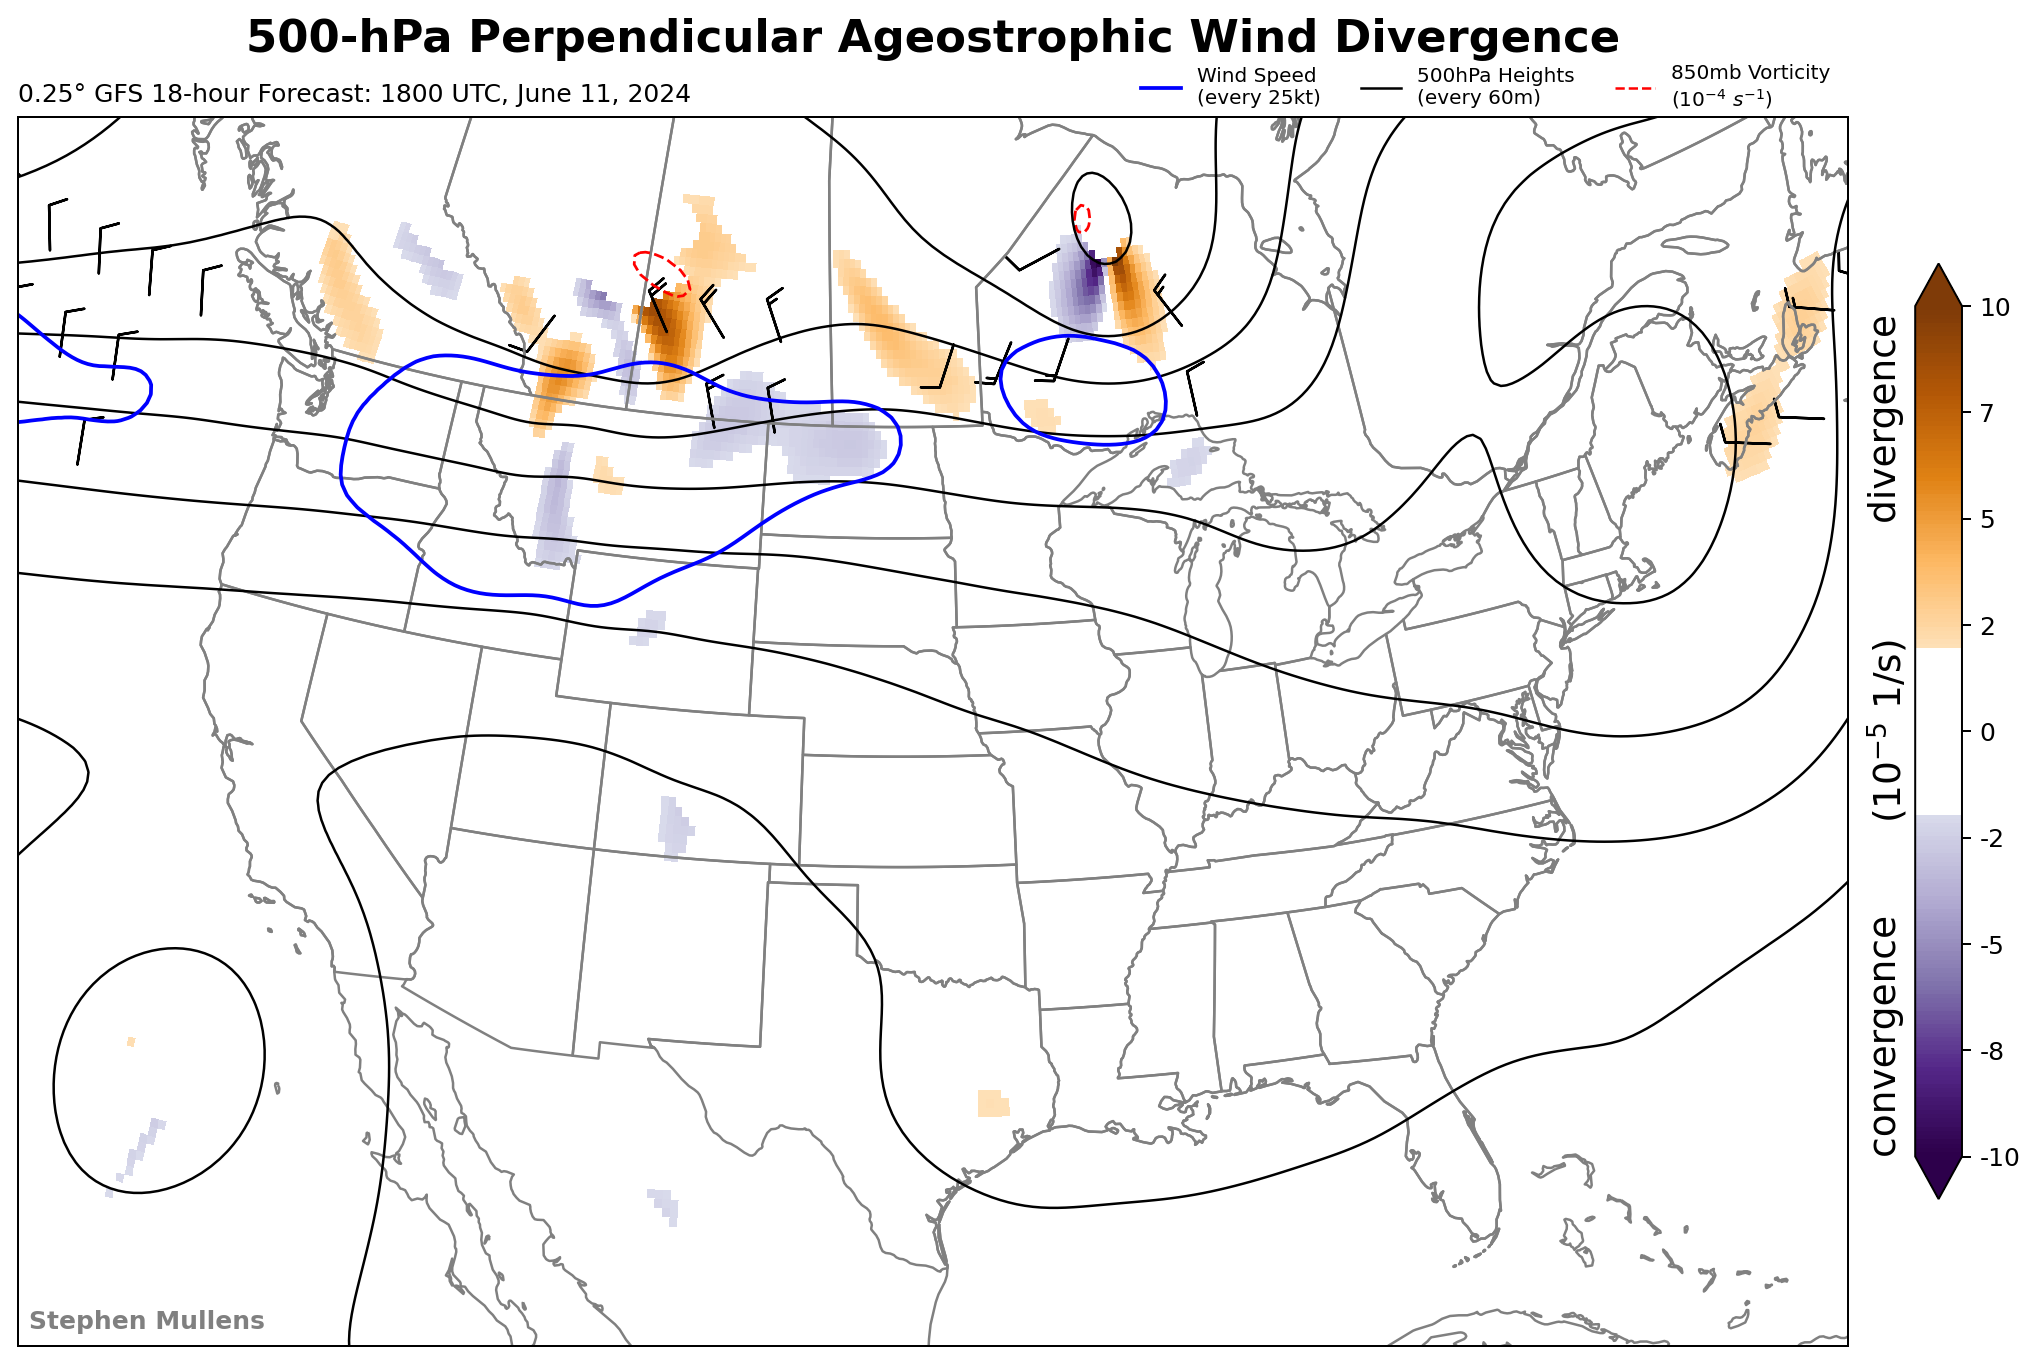 500-hPa Perpendicular Ageostrophic Wind Divergence
0.25° GFS 18-hour Forecast: 1800 UTC, June 11, 2024
Wind Speed
(every 25kt)
500hPa Heights
(every 60m)
850mb Vorticity
(10⁻⁴ s⁻¹)
10
7
5
2
0
-2
-5
-8
-10
convergence (10⁻⁵ 1/s) divergence
Stephen Mullens